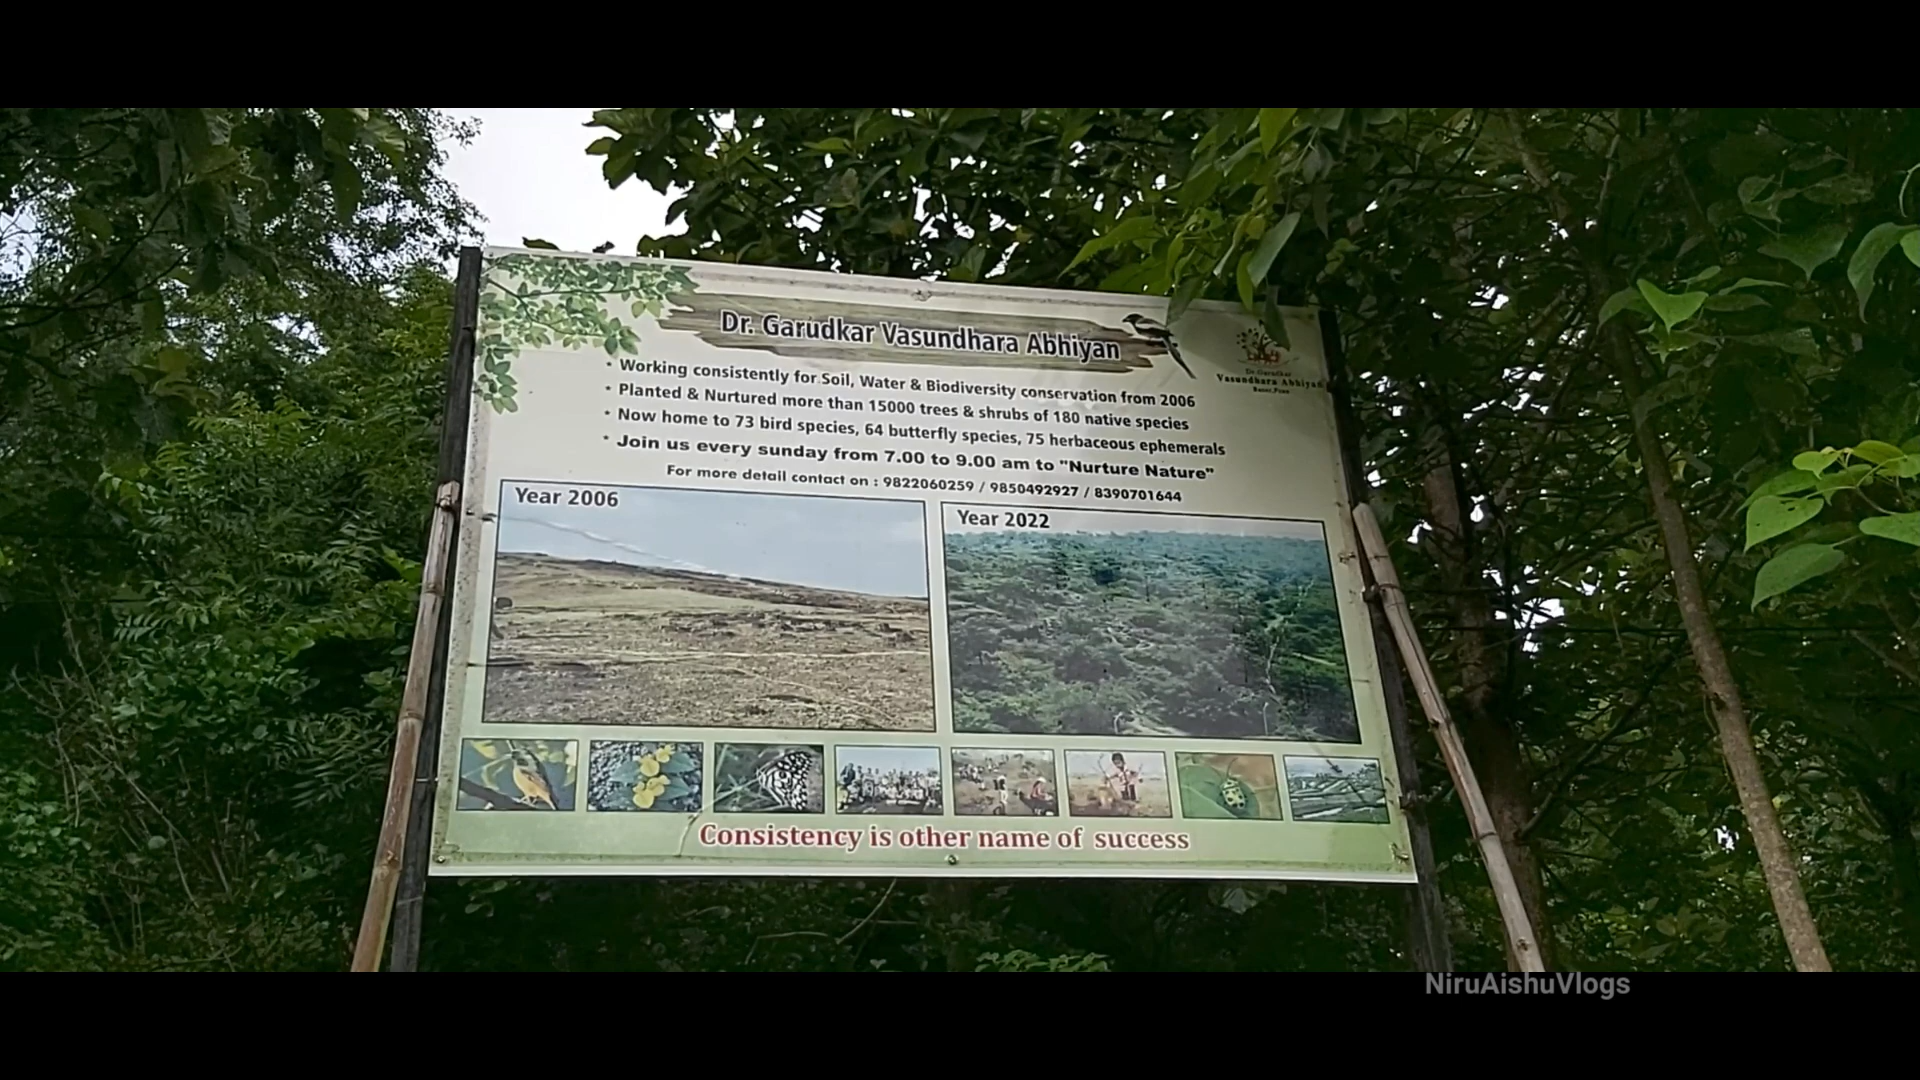 Dr. Garudkar Vasundhara Abhiyan
Dr. Garudkar
Vasundhara Abhiyan
Baner, Pune
* Working consistently for Soil, Water & Biodiversity conservation from 2006
* Planted & Nurtured more than 15000 trees & shrubs of 180 native species
* Now home to 73 bird species, 64 butterfly species, 75 herbaceous ephemerals
* Join us every sunday from 7.00 to 9.00 am to "Nurture Nature"
For more detail contact on : 9822060259 / 9850492927 / 8390701644
Year 2006
Year 2022
Consistency is other name of success
NiruAishuVlogs